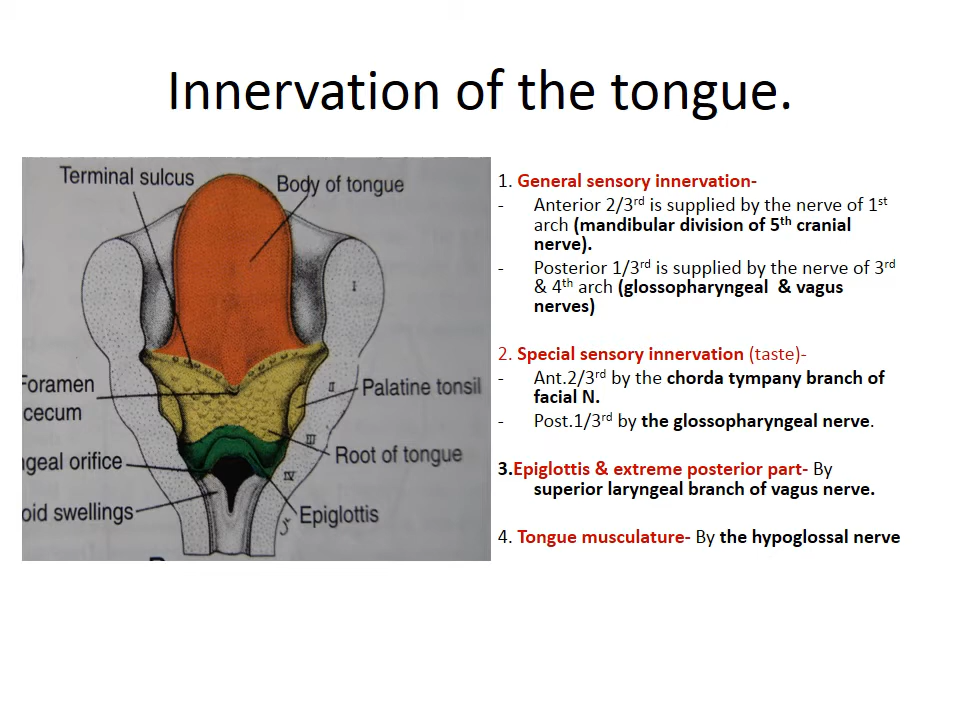 Innervation of the tongue.
Terminal sulcus
Body of tongue
I
Foramen
cecum
II
Palatine tonsil
III
Root of tongue
geal orifice
IV
oid swellings
Epiglottis
1. General sensory innervation-
- Anterior 2/3rd is supplied by the nerve of 1st
arch (mandibular division of 5th cranial
nerve).
- Posterior 1/3rd is supplied by the nerve of 3rd
& 4th arch (glossopharyngeal & vagus
nerves)
2. Special sensory innervation (taste)-
- Ant.2/3rd by the chorda tympany branch of
facial N.
- Post.1/3rd by the glossopharyngeal nerve.
3.Epiglottis & extreme posterior part- By
superior laryngeal branch of vagus nerve.
4. Tongue musculature- By the hypoglossal nerve